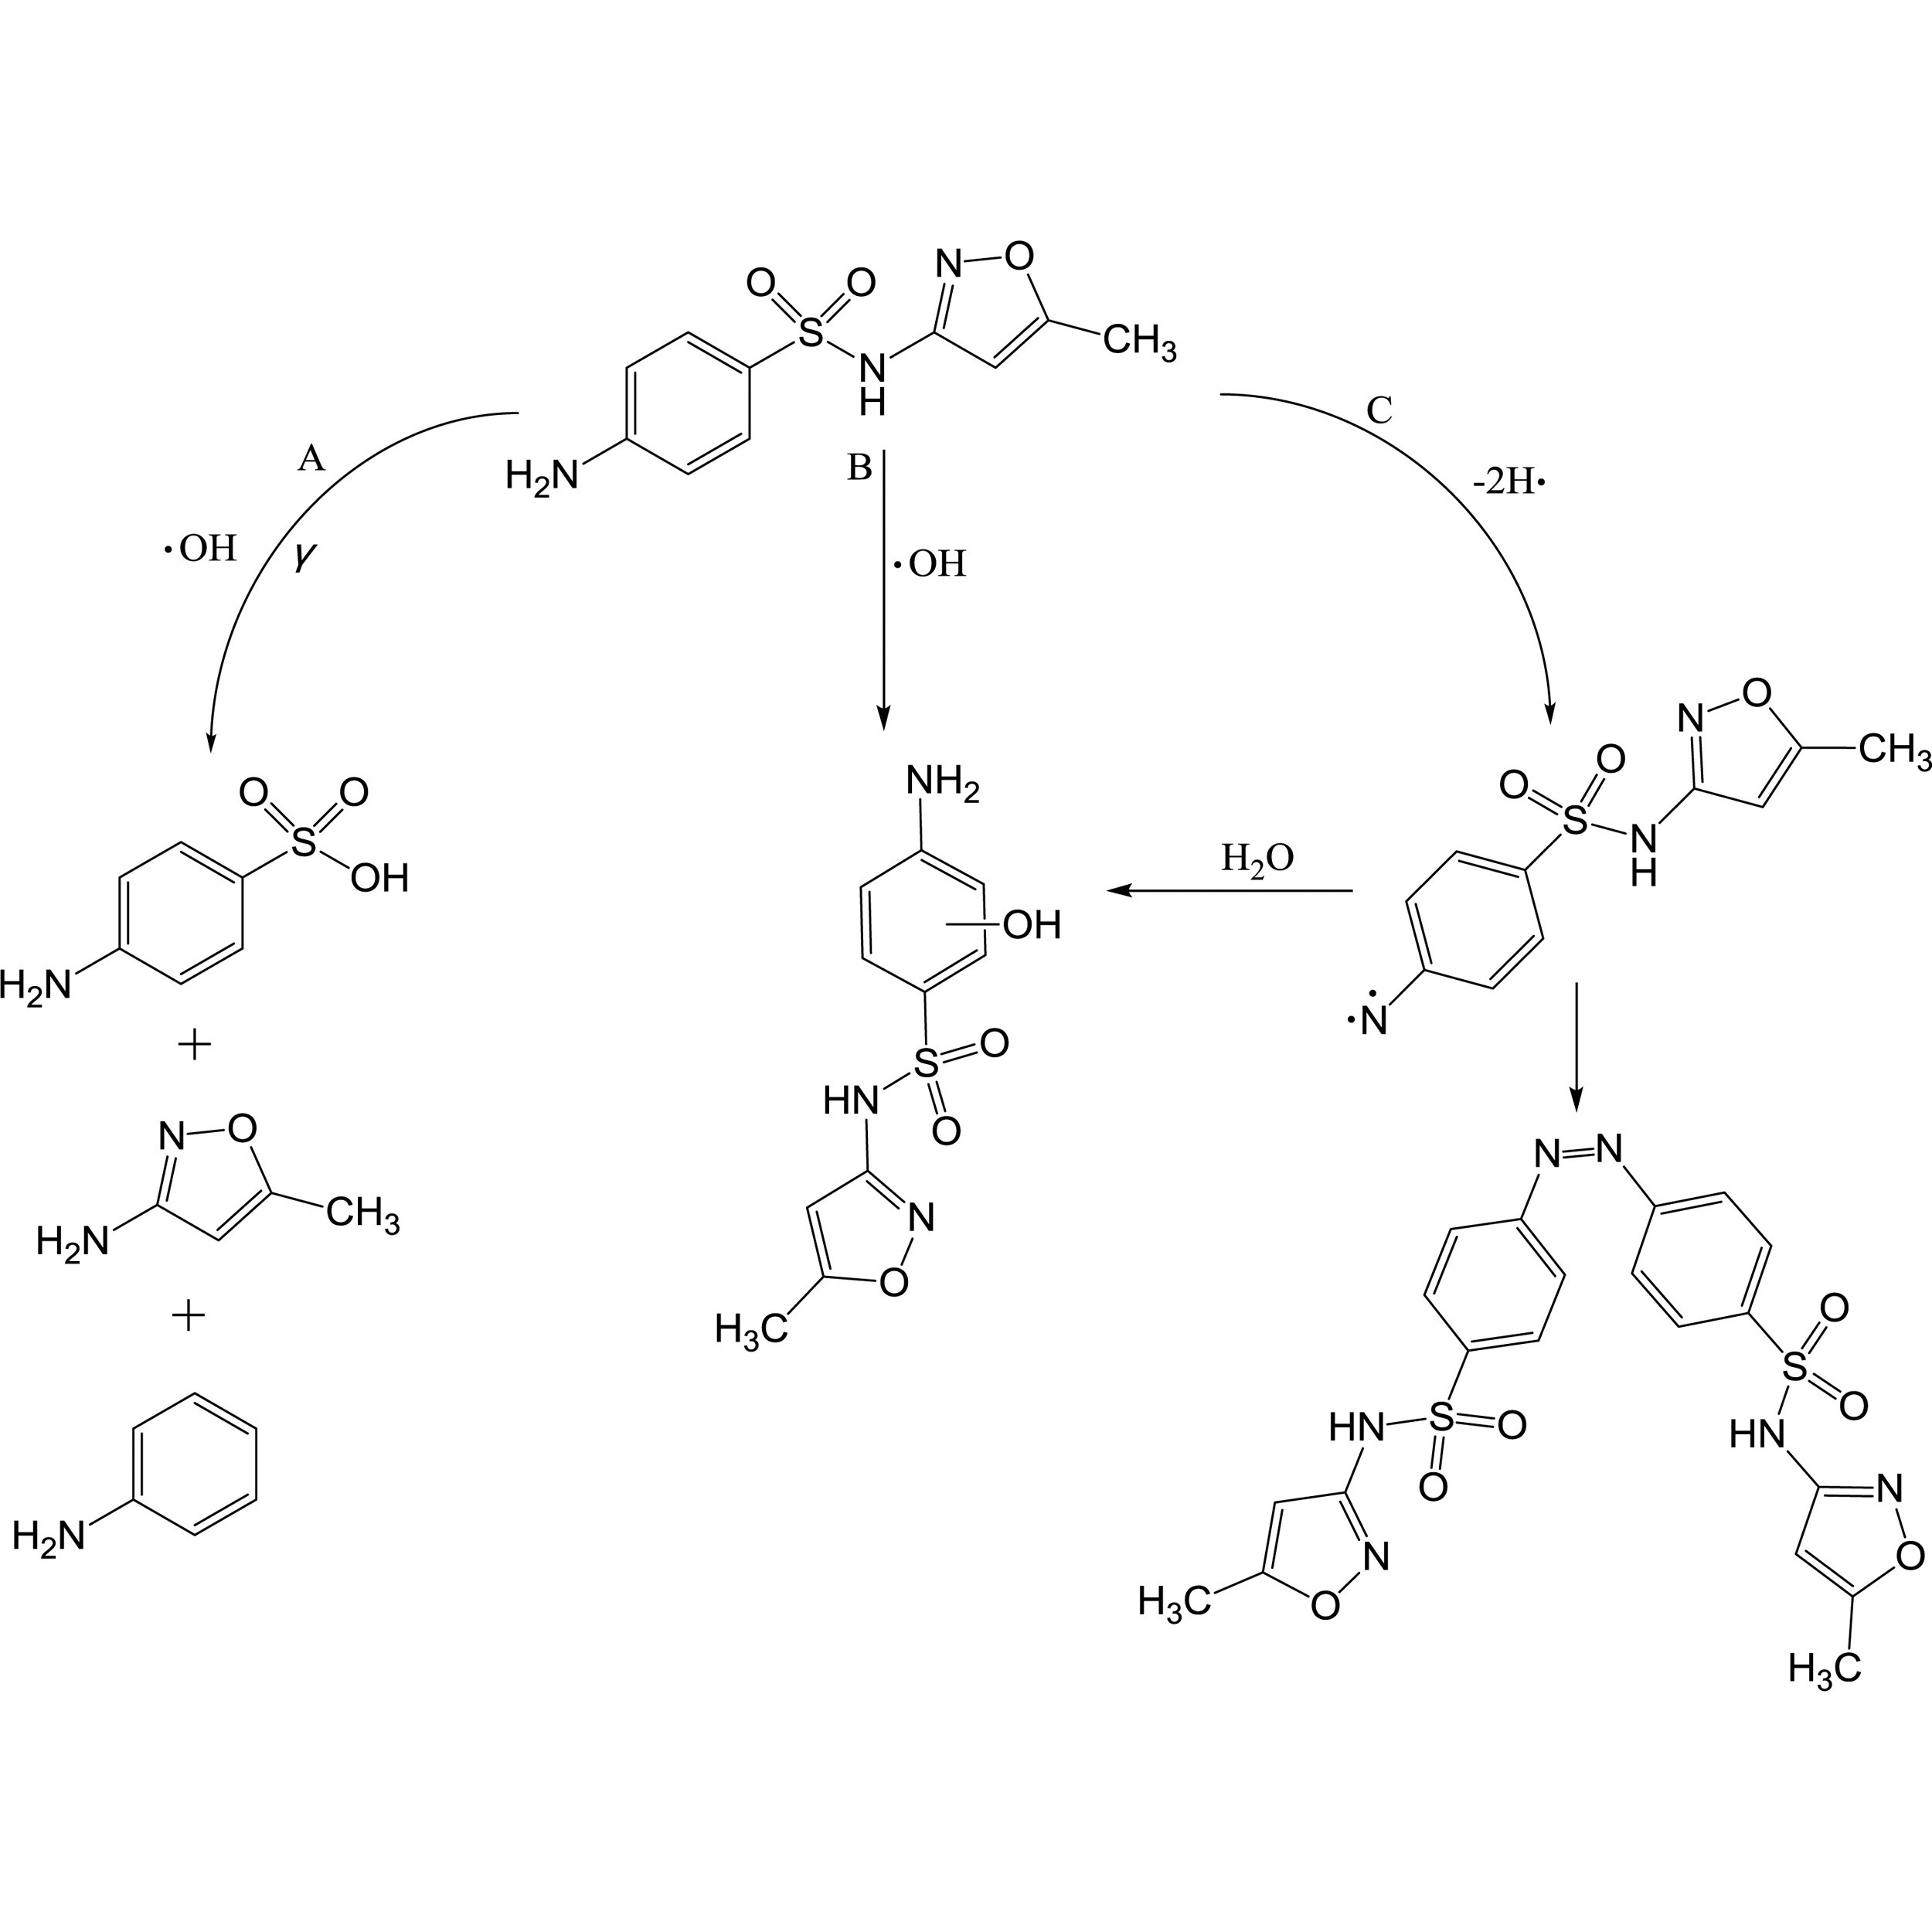 N O
O O
S CH3
N
H
H2N
A
B
C
-2H•
• OH γ
• OH
N O
CH3
O
O
S
N
H
•
•N
O O
S
OH
H2N
+
NH2
OH
H2O
S O
HN
O
N
O
H3C
N O
CH3
H2N
+
H2N
N N
O
S
O
HN
N
O
H3C
HN S O
O
N
O
H3C